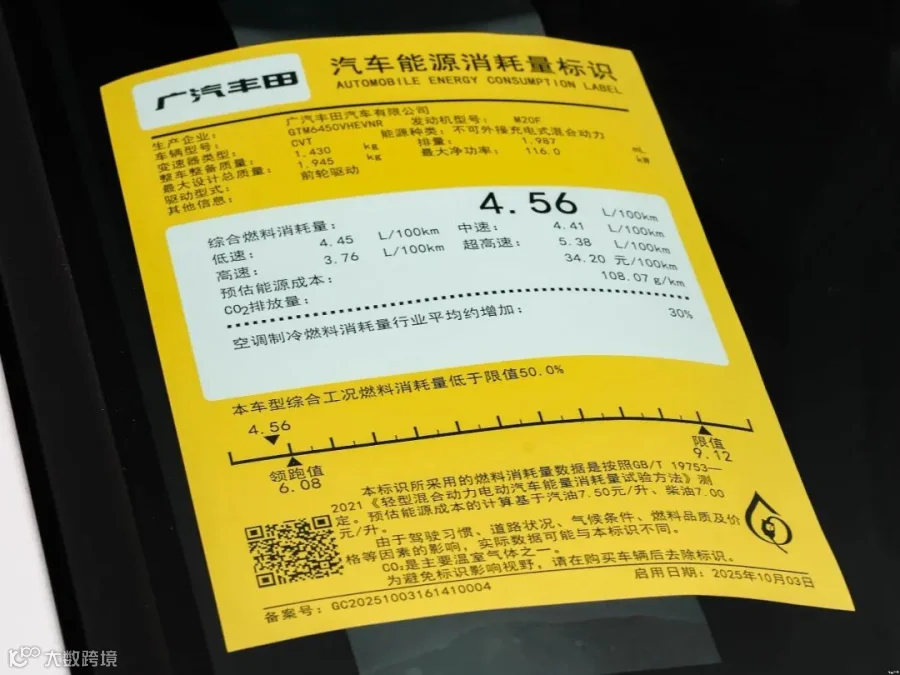 广汽丰田
汽车能源消耗量标识
AUTOMOBILE ENERGY CONSUMPTION LABEL
生产企业: 广汽丰田汽车有限公司
车辆型号: GTM6450VHEVNR 发动机型号: M20F
变速器类型: CVT 能源种类: 不可外接充电式混合动力
整车整备质量: 1,430 kg 排量: 1,987 mL
最大设计总质量: 1,945 kg 最大净功率: 116.0 kW
驱动型式: 前轮驱动
其他信息:
综合燃料消耗量: 4.56 L/100km
低速: 4.45 L/100km 中速: 4.41 L/100km
高速: 3.76 L/100km 超高速: 5.38 L/100km
预估能源成本: 34.20 元/100km
CO₂排放量: 108.07 g/km
空调制冷燃料消耗量行业平均约增加: 30%
本车型综合工况燃料消耗量低于限值50.0%
4.56
领跑值
6.08
限值
9.12
本标识所采用的燃料消耗量数据是按照GB/T 19753—
2021《轻型混合动力电动汽车能量消耗量试验方法》测
定。预估能源成本的计算基于汽油7.50元/升、柴油7.00
元/升。
由于驾驶习惯、道路状况、气候条件、燃料品质及价
格等因素的影响,实际数据可能与本标识不同。
CO₂是主要温室气体之一。
为避免标识影响视野,请在购买车辆后去除标识。
备案号: GC20251003161410004
启用日期: 2025年10月03日
大数跨境